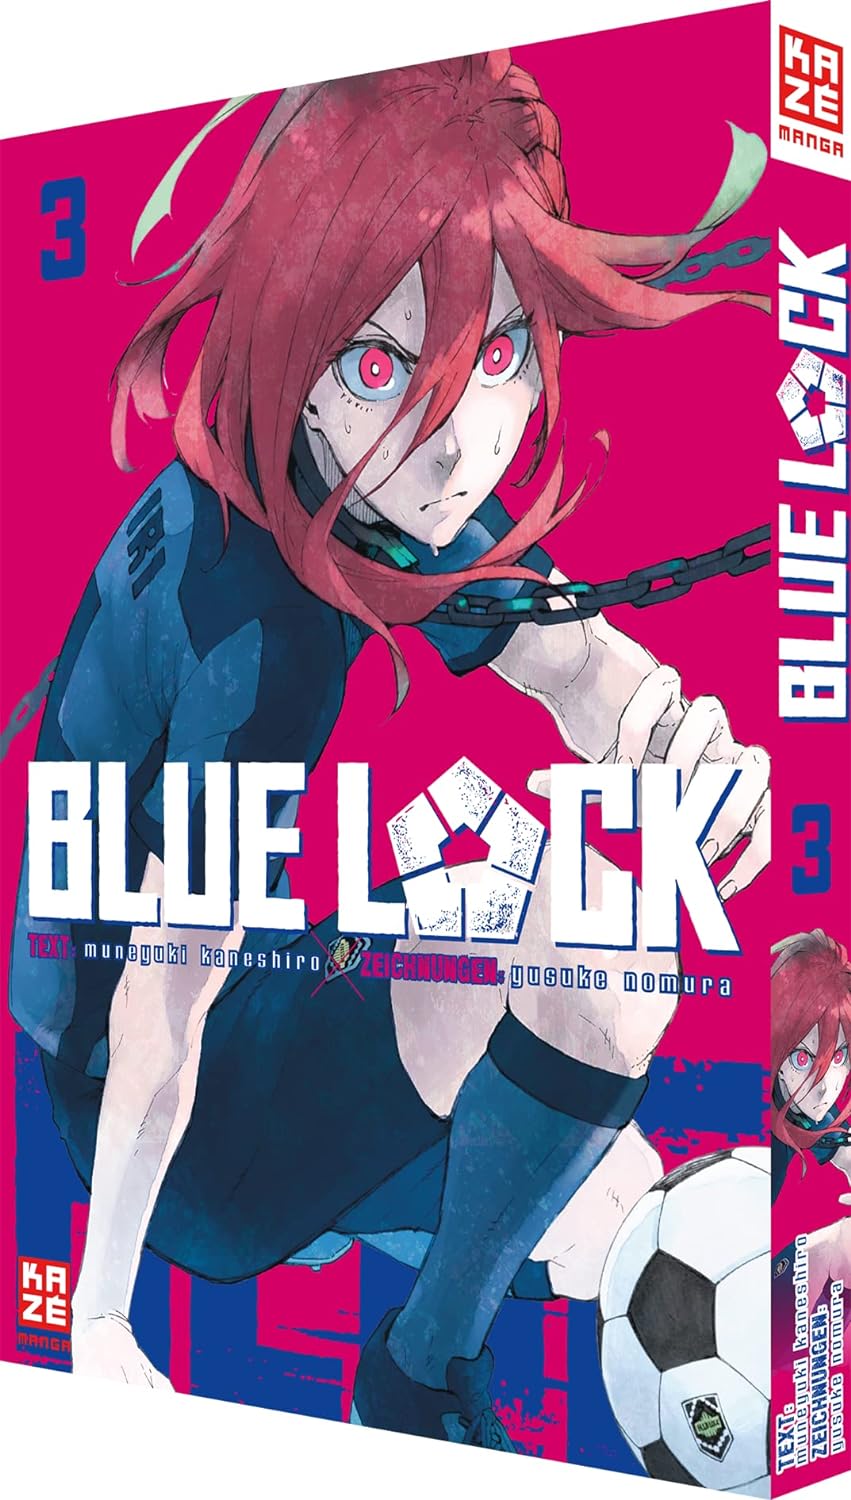 3
BLUE LOCK
TEXT: muneyuki kaneshiro X ZEICHNUNGEN: yusuke nomura
KAZÉ
MANGA
KAZÉ
MANGA
BLUE LOCK
3
TEXT:
muneyuki kaneshiro
ZEICHNUNGEN:
yusuke nomura